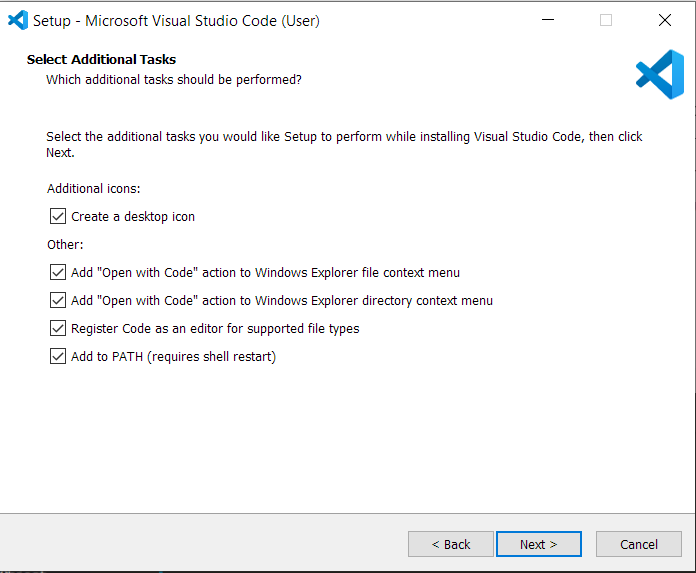 Setup - Microsoft Visual Studio Code (User)
Select Additional Tasks
Which additional tasks should be performed?
Select the additional tasks you would like Setup to perform while installing Visual Studio Code, then click
Next.
Additional icons:
Create a desktop icon
Other:
Add "Open with Code" action to Windows Explorer file context menu
Add "Open with Code" action to Windows Explorer directory context menu
Register Code as an editor for supported file types
Add to PATH (requires shell restart)
< Back
Next >
Cancel